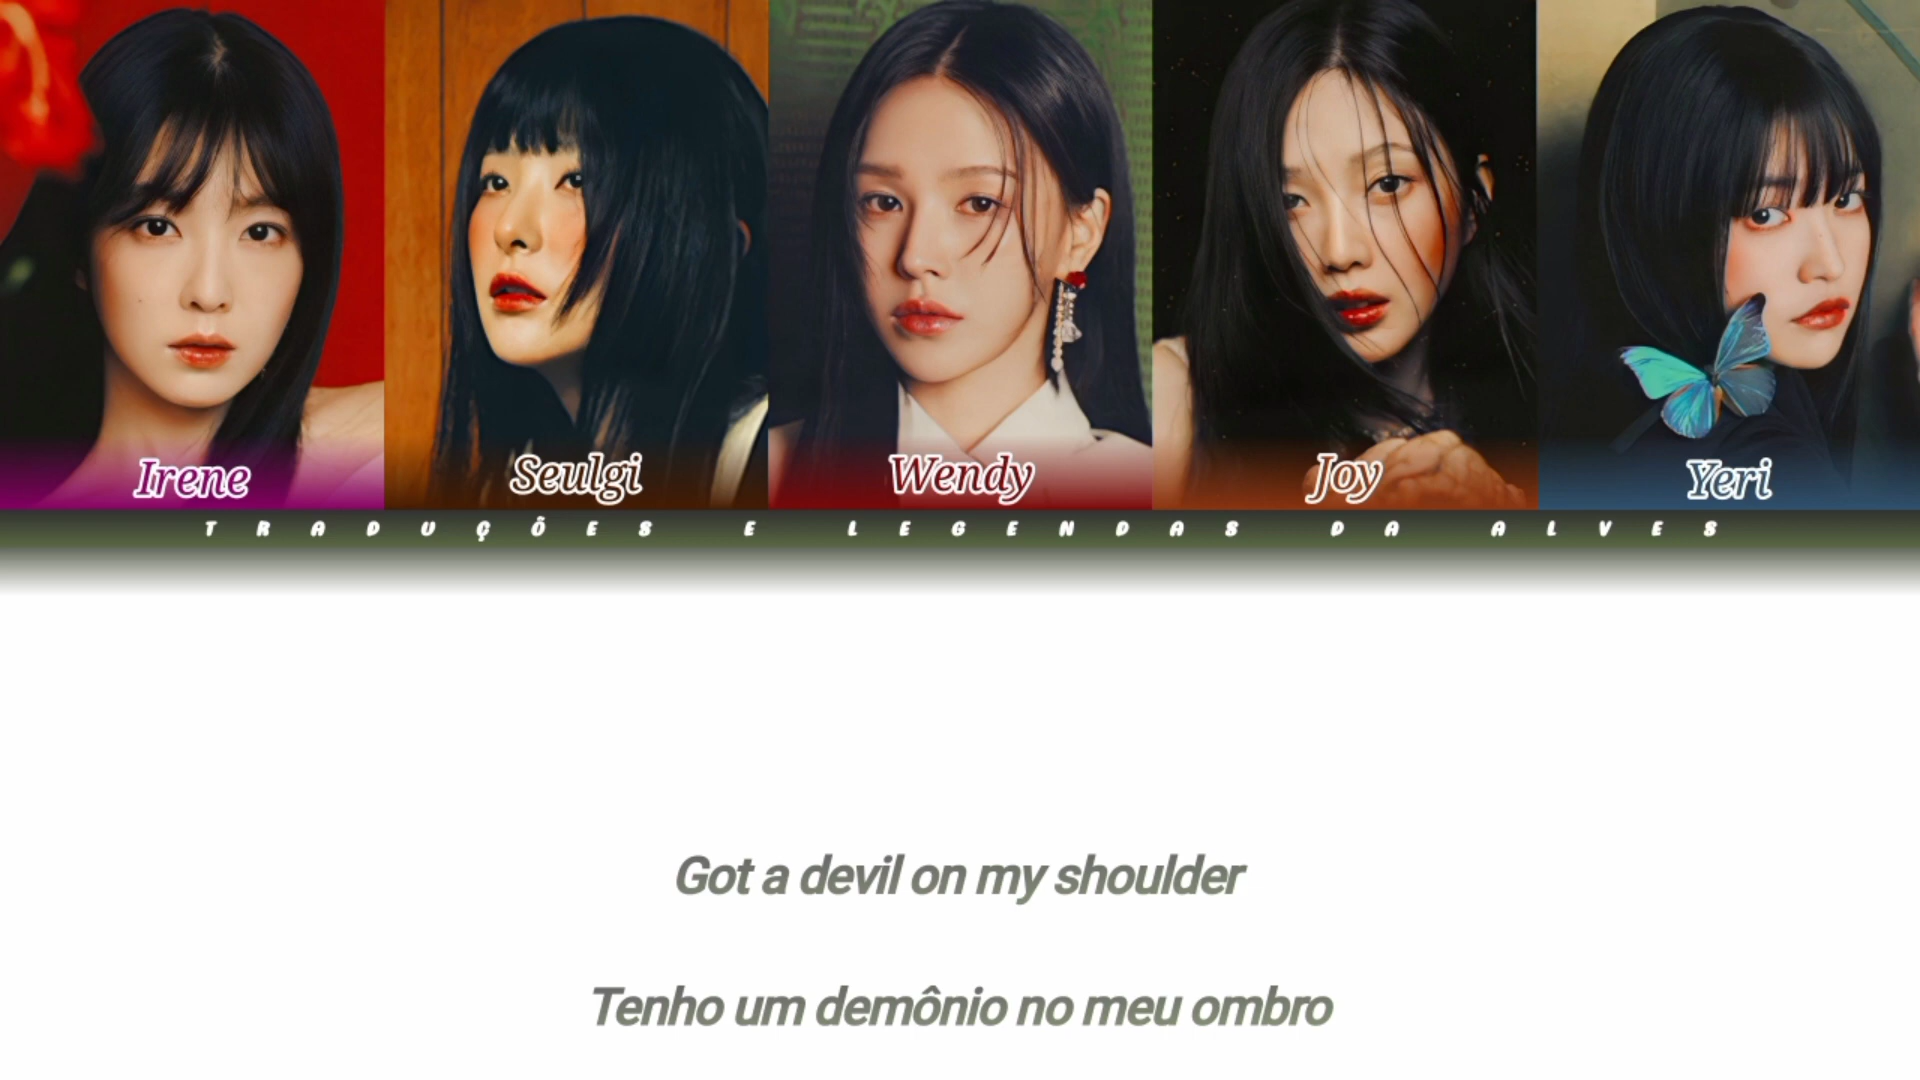 Irene
Seulgi
Wendy
Joy
Yeri
TRADUÇÕES E LEGENDAS DA ALVES
Got a devil on my shoulder
Tenho um demônio no meu ombro